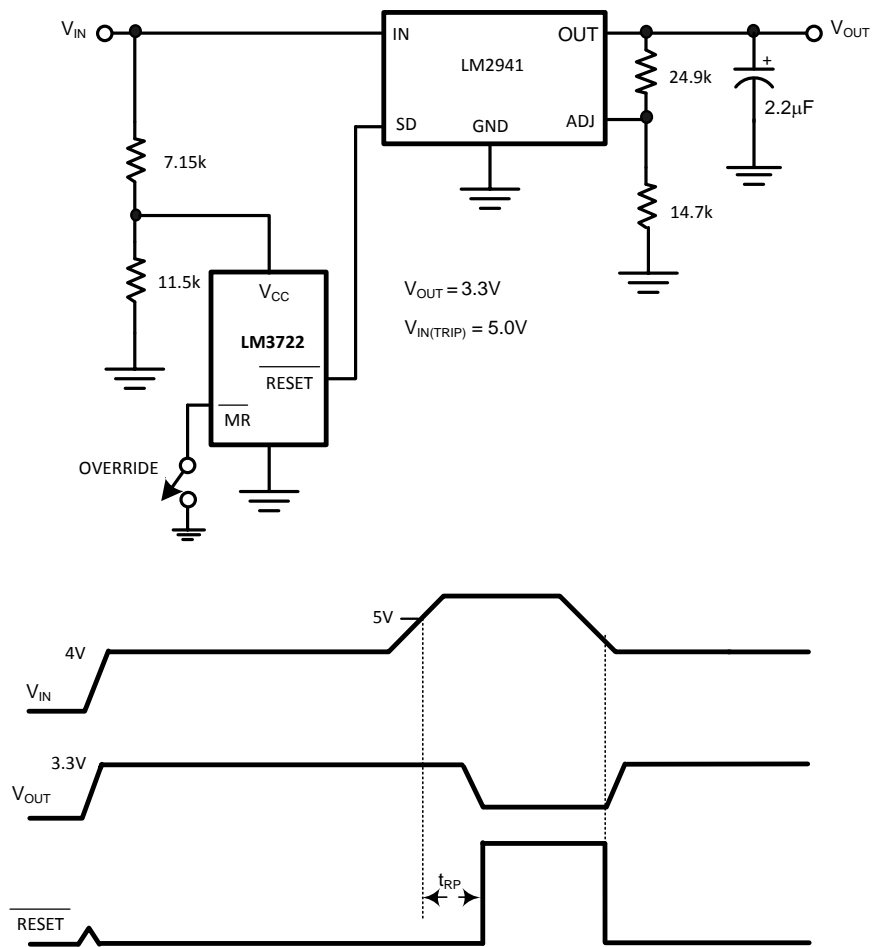 V_IN
IN
OUT
V_OUT
LM2941
24.9k
+
2.2µF
SD
GND
ADJ
7.15k
14.7k
11.5k
V_CC
V_OUT = 3.3V
LM3722
V_IN(TRIP) = 5.0V
RESET
MR
OVERRIDE
5V
4V
V_IN
3.3V
V_OUT
t_RP
RESET